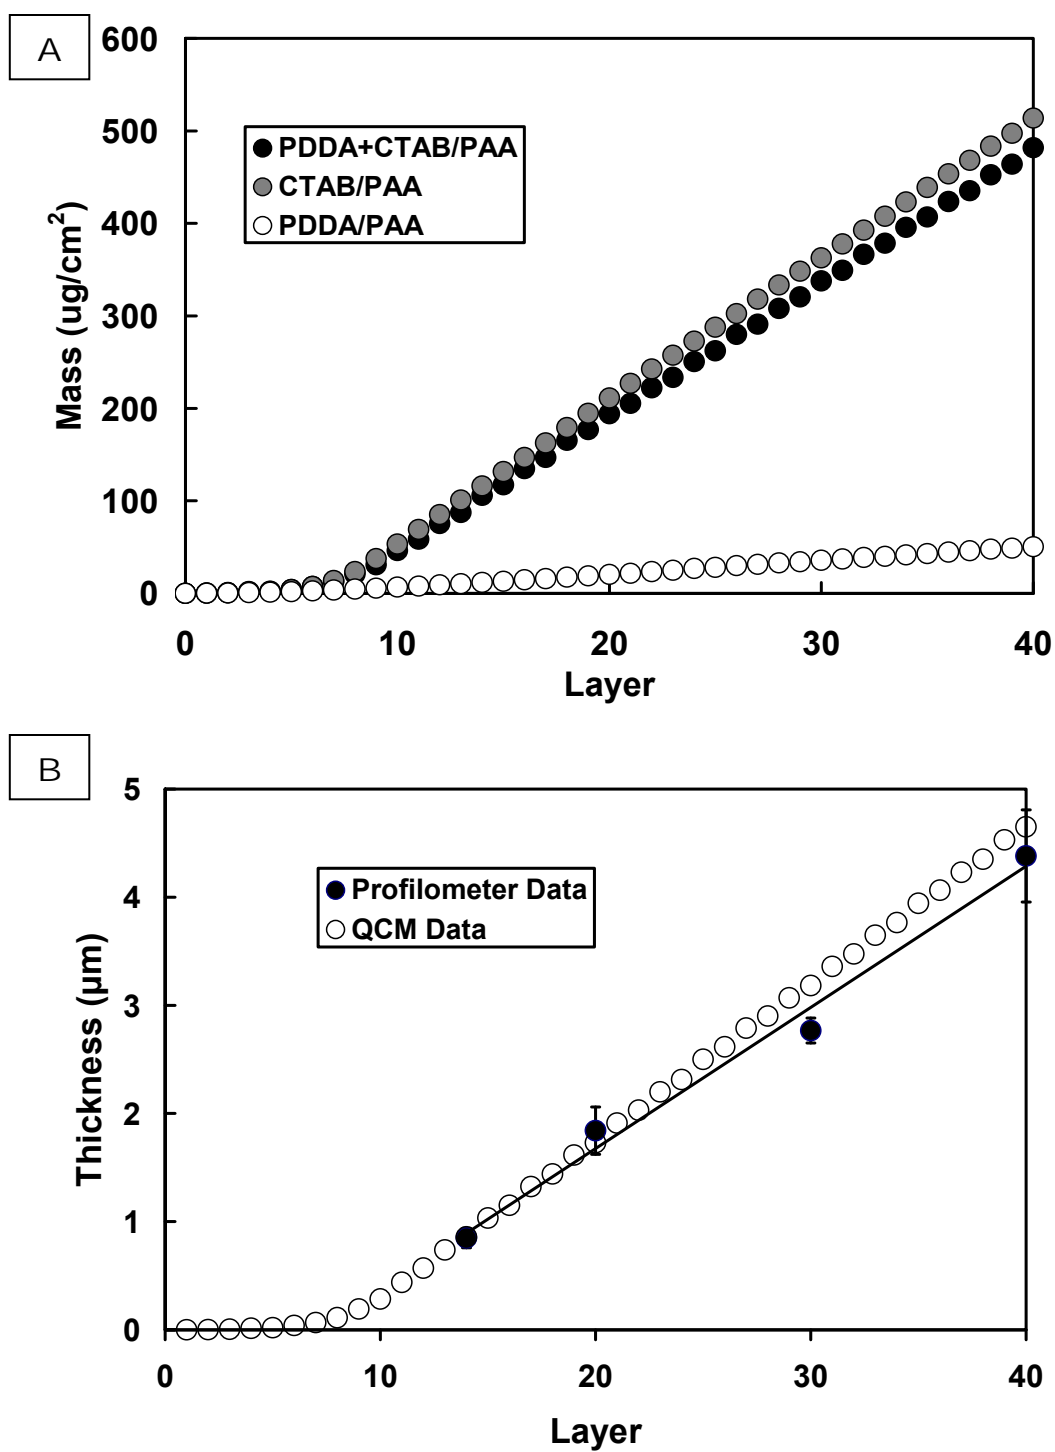 A
600
500
400
300
200
100
0
Mass (ug/cm²)
PDDA+CTAB/PAA
CTAB/PAA
PDDA/PAA
0 10 20 30 40
Layer
B
5
4
3
2
1
0
Thickness (μm)
Profilometer Data
QCM Data
0 10 20 30 40
Layer